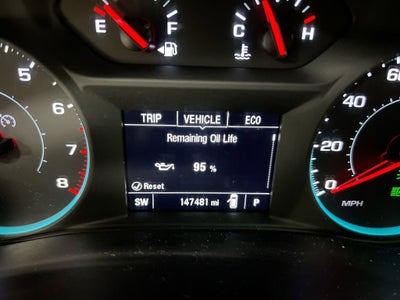 E F C H
TRIP VEHICLE ECO
Remaining Oil Life
95 %
Reset
SW 147481 mi P
5
6
7
8
60
40
20
0
MPH